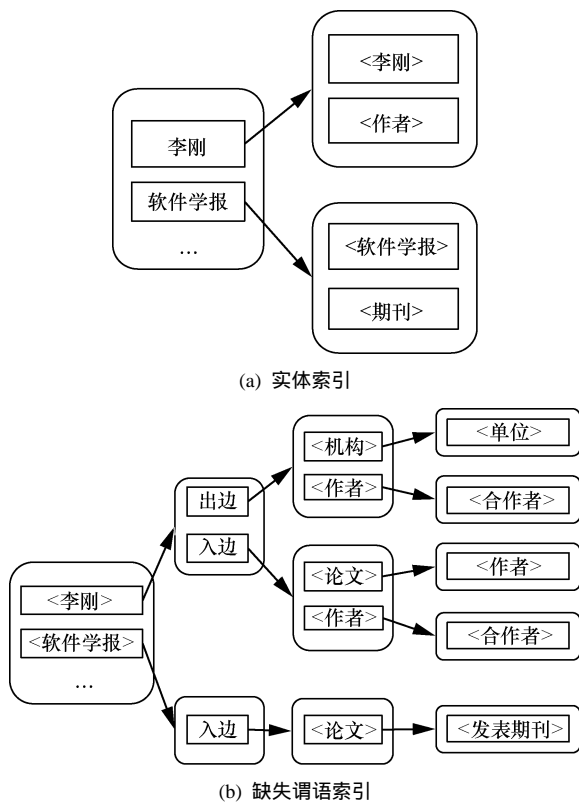 <李刚>
<作者>
李刚
软件学报
…
<软件学报>
<期刊>
(a) 实体索引
<机构>
<作者>
<单位>
<合作者>
出边
入边
<论文>
<作者>
<作者>
<合作者>
<李刚>
<软件学报>
…
入边
<论文>
<发表期刊>
(b) 缺失谓语索引